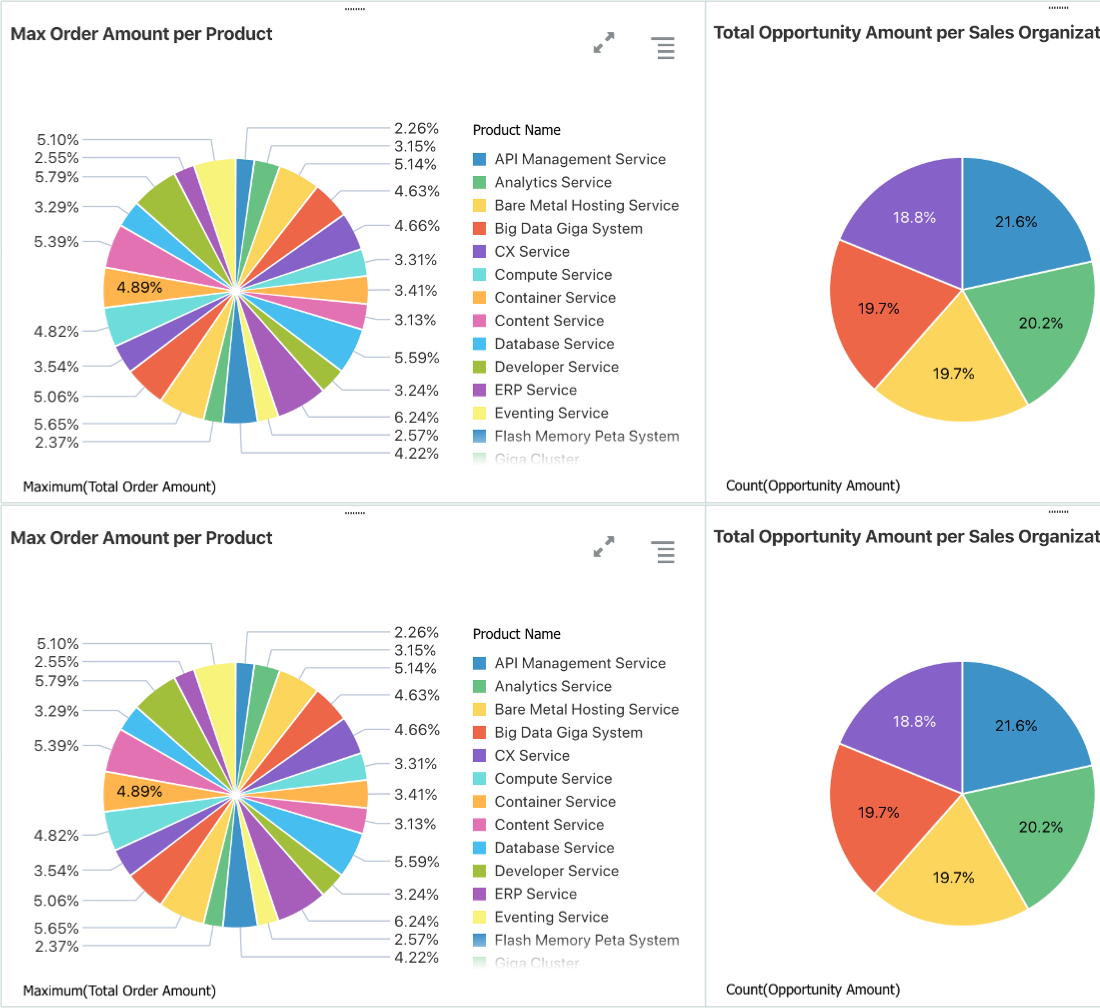 Max Order Amount per Product
5.10%
2.55%
5.79%
3.29%
5.39%
4.89%
4.82%
3.54%
5.06%
5.65%
2.37%
2.26%
3.15%
5.14%
4.63%
4.66%
3.31%
3.41%
3.13%
5.59%
3.24%
6.24%
2.57%
4.22%
Product Name
API Management Service
Analytics Service
Bare Metal Hosting Service
Big Data Giga System
CX Service
Compute Service
Container Service
Content Service
Database Service
Developer Service
ERP Service
Eventing Service
Flash Memory Peta System
Giga Cluster
Maximum(Total Order Amount)
Total Opportunity Amount per Sales Organizat
18.8%
21.6%
19.7%
20.2%
19.7%
Count(Opportunity Amount)
Max Order Amount per Product
5.10%
2.55%
5.79%
3.29%
5.39%
4.89%
4.82%
3.54%
5.06%
5.65%
2.37%
2.26%
3.15%
5.14%
4.63%
4.66%
3.31%
3.41%
3.13%
5.59%
3.24%
6.24%
2.57%
4.22%
Product Name
API Management Service
Analytics Service
Bare Metal Hosting Service
Big Data Giga System
CX Service
Compute Service
Container Service
Content Service
Database Service
Developer Service
ERP Service
Eventing Service
Flash Memory Peta System
Giga Cluster
Maximum(Total Order Amount)
Total Opportunity Amount per Sales Organizat
18.8%
21.6%
19.7%
20.2%
19.7%
Count(Opportunity Amount)